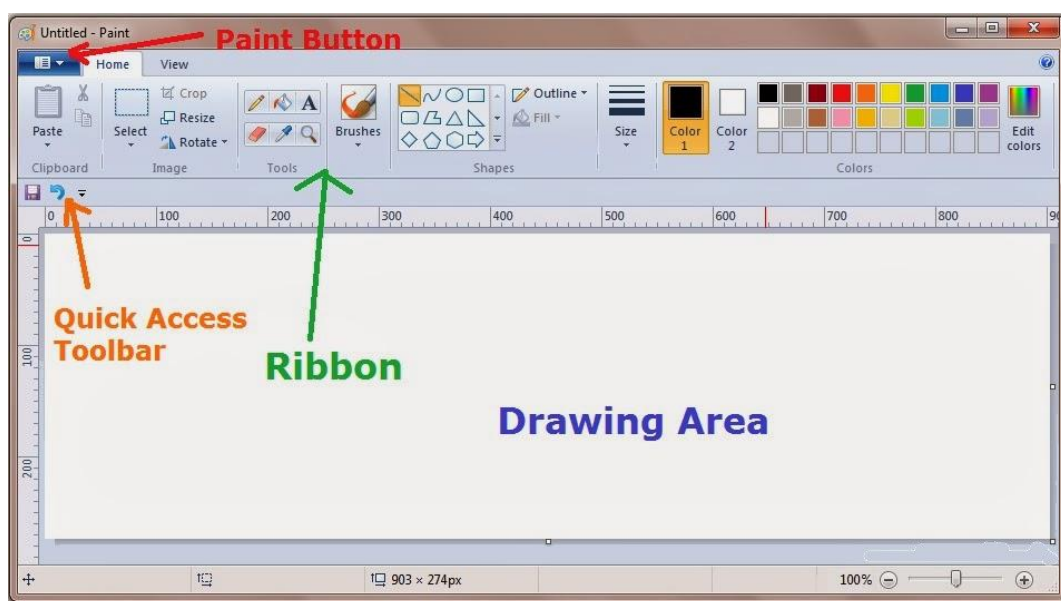 Untitled - Paint
Paint Button
Home View
Paste
Clipboard
Select
Crop
Resize
Rotate
Image
A
Tools
Brushes
Outline
Fill
Shapes
Size
Color
1
Color
2
Edit
colors
Colors
0 100 200 300 400 500 600 700 800 90
0
100
200
Quick Access
Toolbar
Ribbon
Drawing Area
903 × 274px
100%